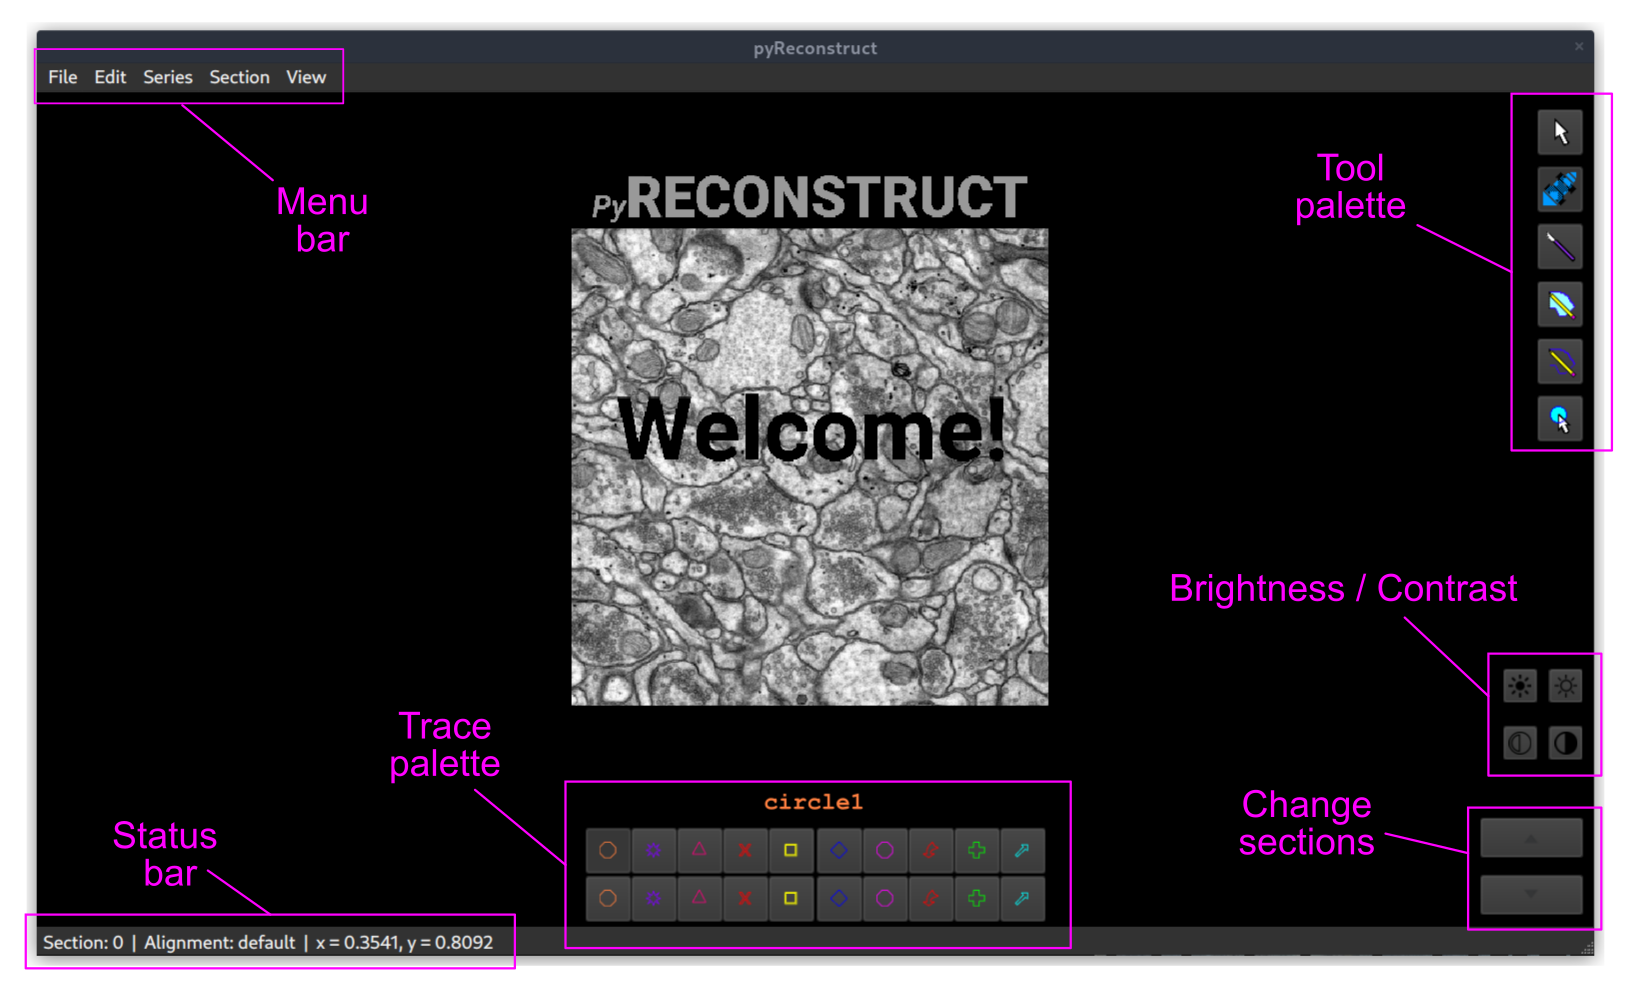 pyReconstruct
File Edit Series Section View
Menu
bar
PyRECONSTRUCT
Tool
palette
Welcome!
Brightness / Contrast
Trace
palette
circle1
Change
sections
Status
bar
Section: 0 | Alignment: default | x = 0.3541, y = 0.8092